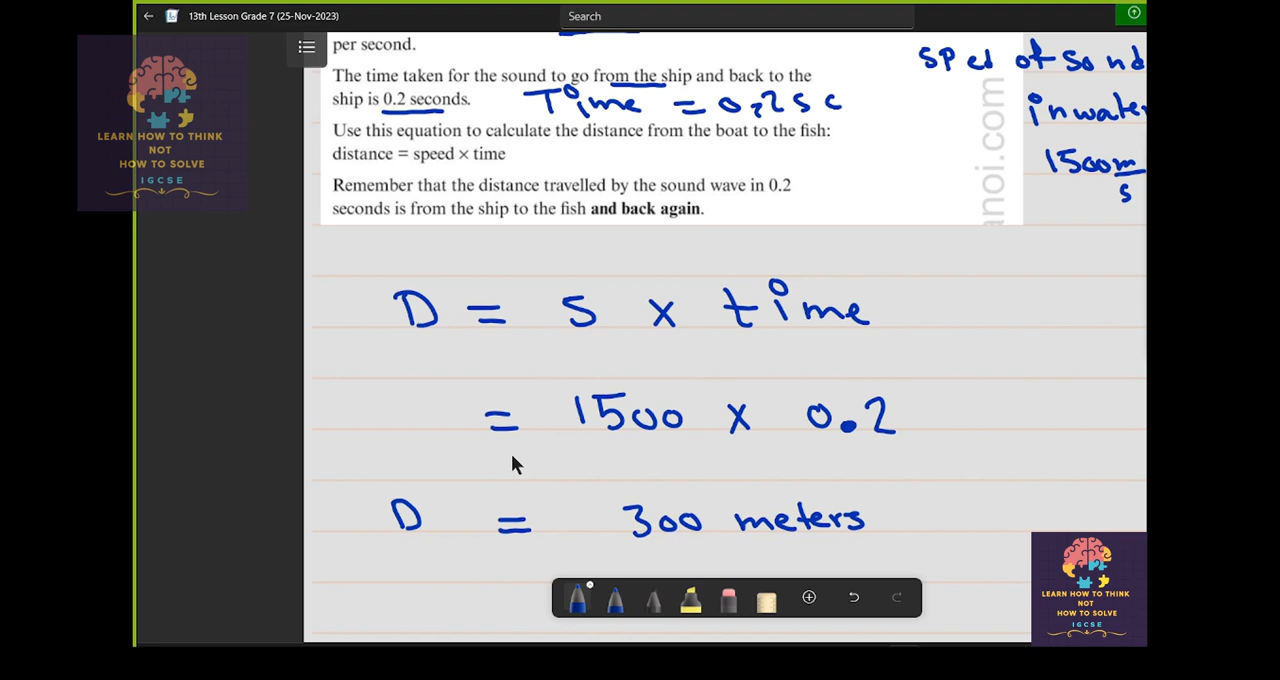 13th Lesson Grade 7 (25-Nov-2023)
Search
per second.
The time taken for the sound to go from the ship and back to the
ship is 0.2 seconds.
Time = 0,2 s c
Use this equation to calculate the distance from the boat to the fish:
distance = speed × time
Remember that the distance travelled by the sound wave in 0.2
seconds is from the ship to the fish and back again.
sped of sond
in water
1500 m
s
anoi.com
D = S x time
= 1500 x 0.2
D = 300 meters
LEARN HOW TO THINK
NOT
HOW TO SOLVE
IGCSE
LEARN HOW TO THINK
NOT
HOW TO SOLVE
IGCSE